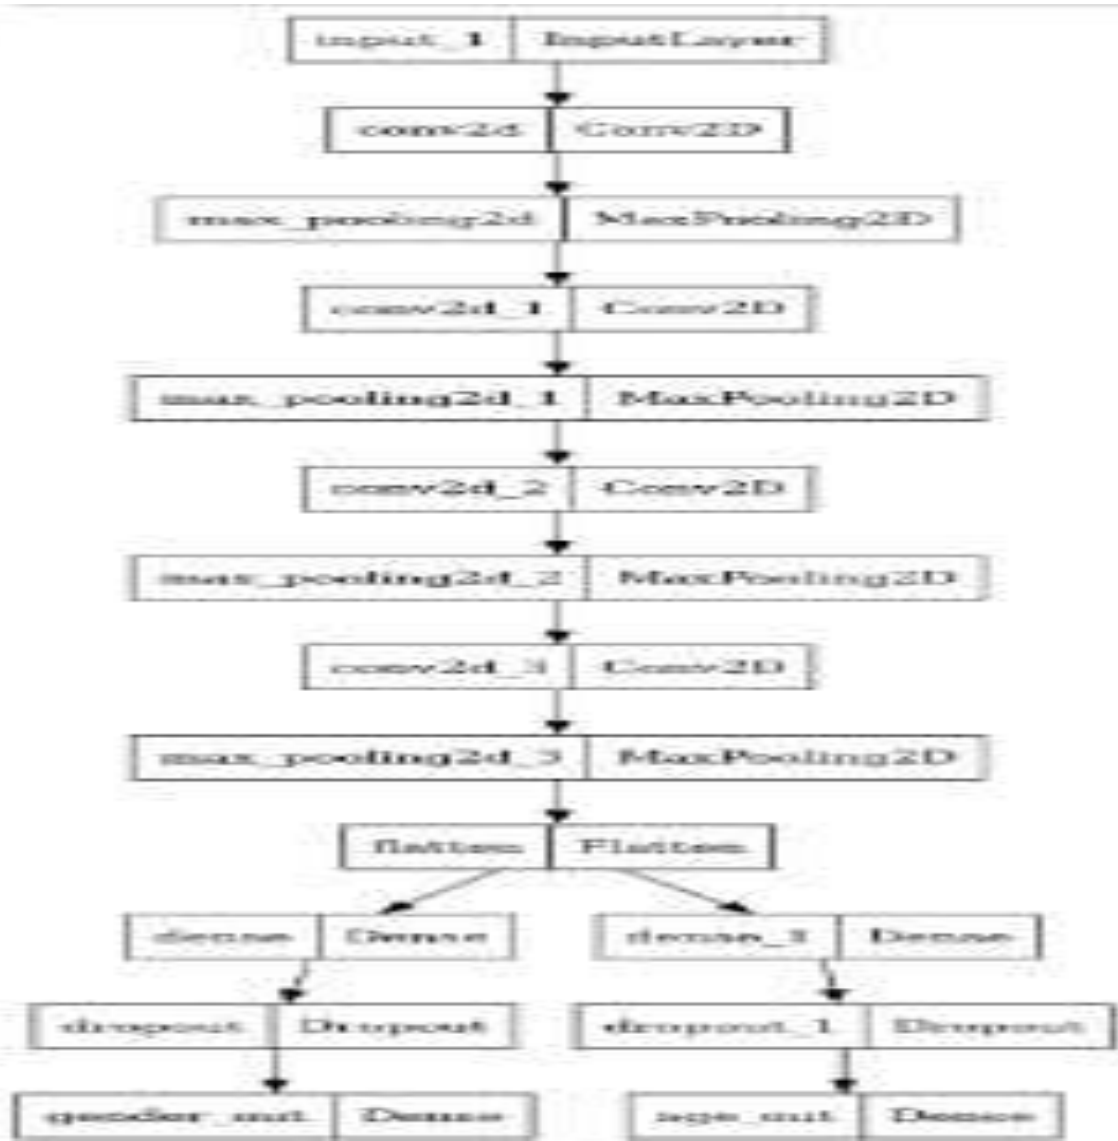 input_1 InputLayer
conv2d Conv2D
max_pooling2d MaxPooling2D
conv2d_1 Conv2D
max_pooling2d_1 MaxPooling2D
conv2d_2 Conv2D
max_pooling2d_2 MaxPooling2D
conv2d_3 Conv2D
max_pooling2d_3 MaxPooling2D
flatten Flatten
dense Dense dense_1 Dense
dropout Dropout dropout_1 Dropout
gender_out Dense age_out Dense